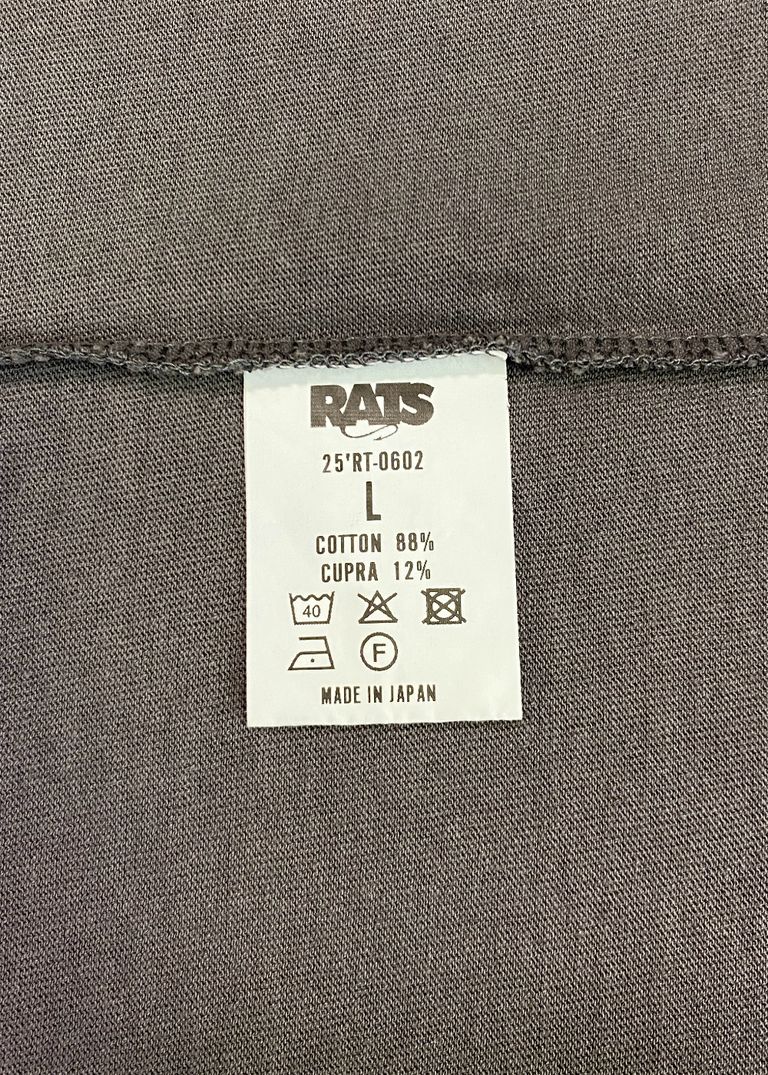 RATS
25'RT-0602
L
COTTON 88%
CUPRA 12%
40
F
MADE IN JAPAN